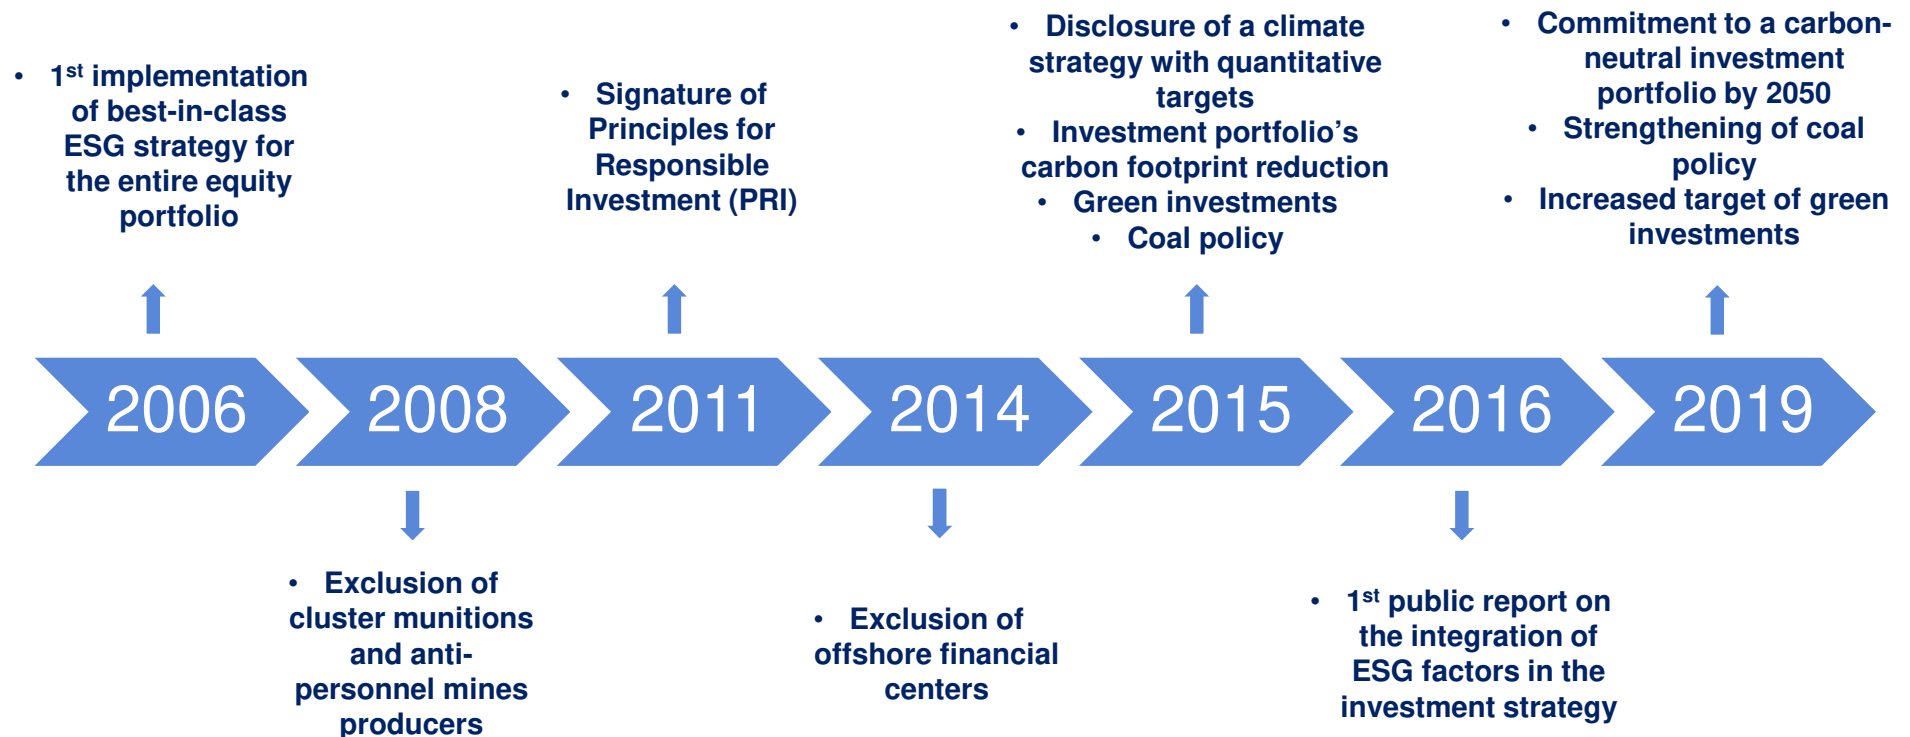 • 1st implementation
of best-in-class
ESG strategy for
the entire equity
portfolio
• Signature of
Principles for
Responsible
Investment (PRI)
• Disclosure of a climate
strategy with quantitative
targets
• Investment portfolio’s
carbon footprint reduction
• Green investments
• Coal policy
• Commitment to a carbon-
neutral investment
portfolio by 2050
• Strengthening of coal
policy
• Increased target of green
investments
2006
2008
2011
2014
2015
2016
2019
• Exclusion of
cluster munitions
and anti-
personnel mines
producers
• Exclusion of
offshore financial
centers
• 1st public report on
the integration of
ESG factors in the
investment strategy